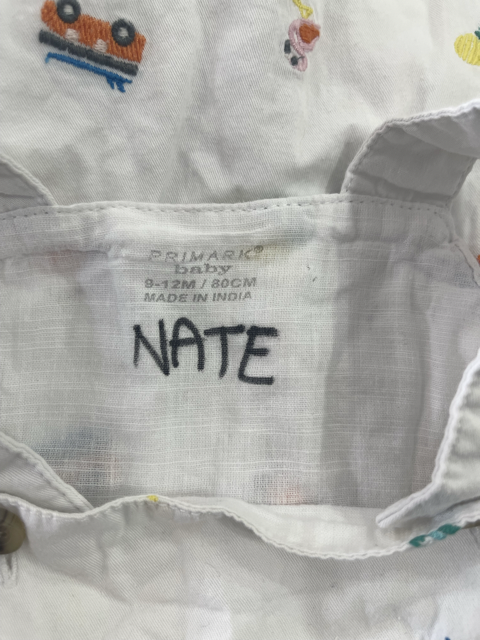 PRIMARK®
baby
9-12M / 80CM
MADE IN INDIA
NATE